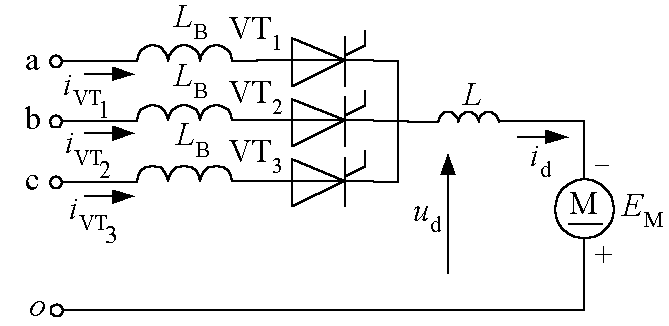 L_B VT_1
a
i_VT_1
L_B VT_2
b
i_VT_2
L_B VT_3
c
i_VT_3
L
i_d
u_d
−
M E_M
+
o